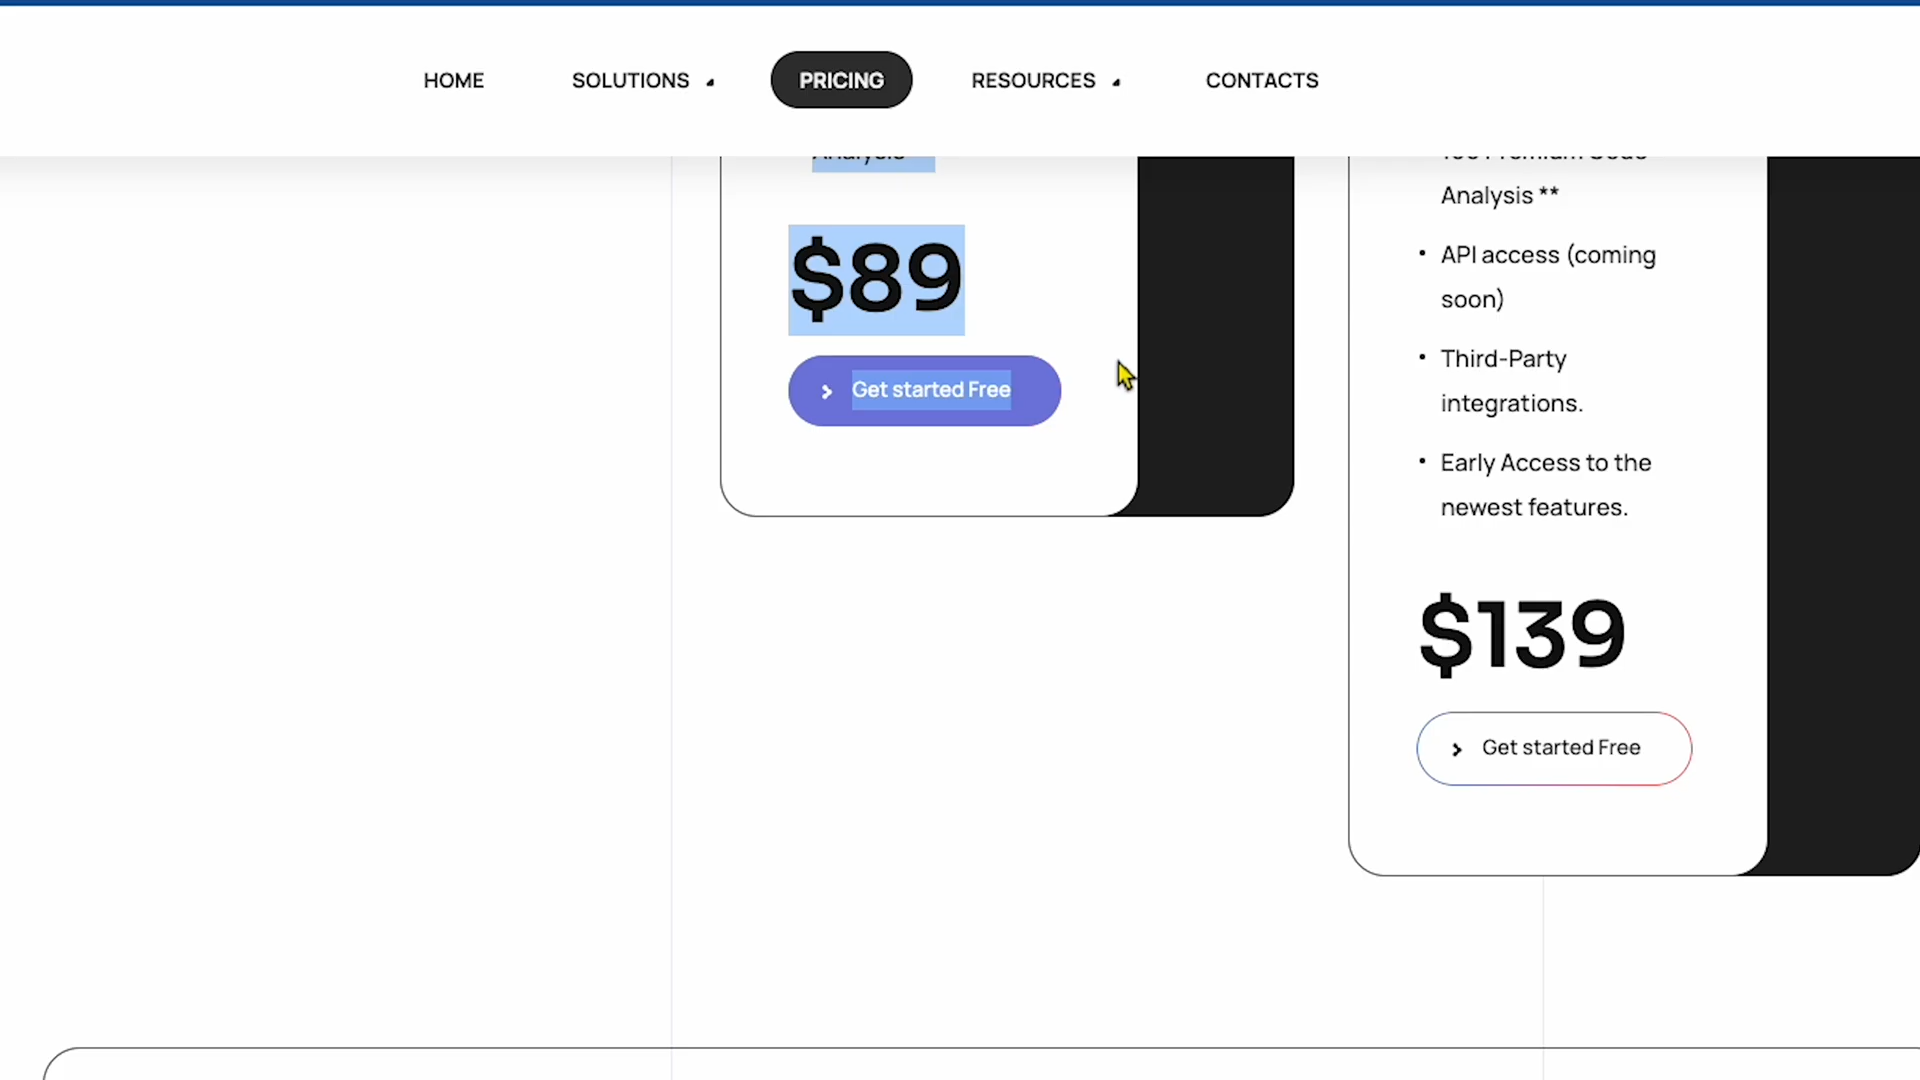 HOME
SOLUTIONS
PRICING
RESOURCES
CONTACTS
Analysis
$89
Get started Free
Analysis **
• API access (coming
soon)
• Third-Party
integrations.
• Early Access to the
newest features.
$139
Get started Free